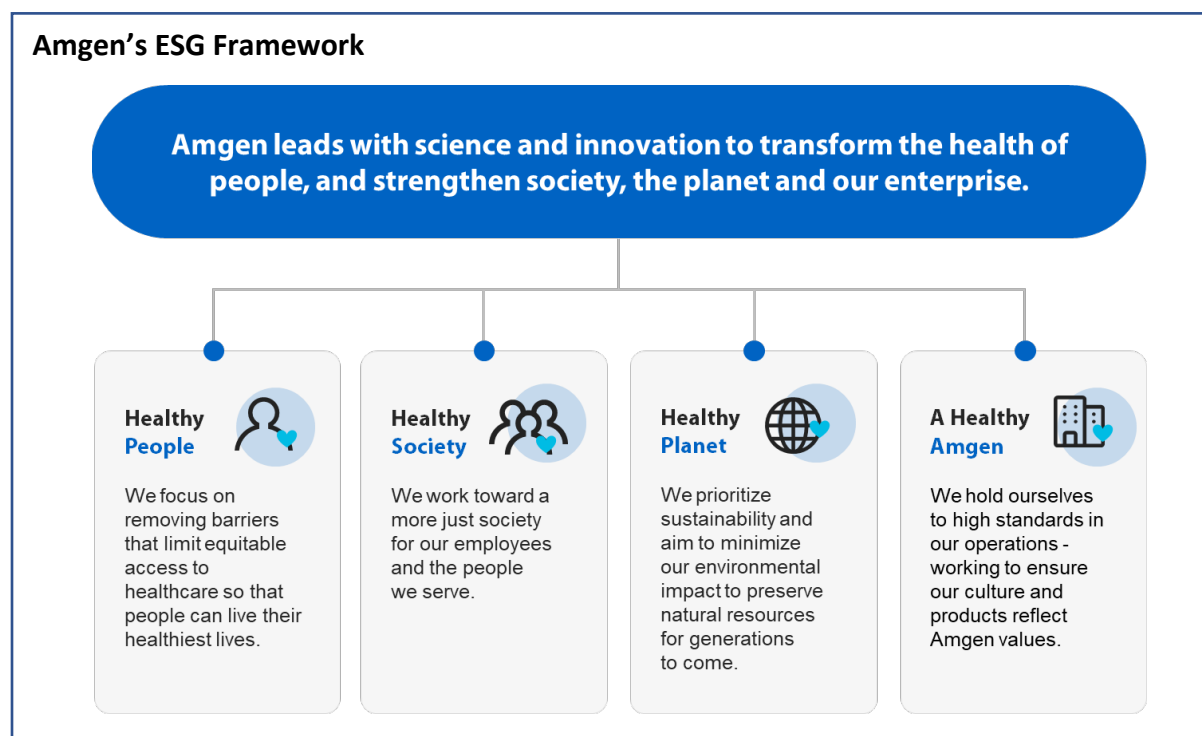 Amgen’s ESG Framework
Amgen leads with science and innovation to transform the health of
people, and strengthen society, the planet and our enterprise.
Healthy
People
We focus on
removing barriers
that limit equitable
access to
healthcare so that
people can live their
healthiest lives.
Healthy
Society
We work toward a
more just society
for our employees
and the people
we serve.
Healthy
Planet
We prioritize
sustainability and
aim to minimize
our environmental
impact to preserve
natural resources
for generations
to come.
A Healthy
Amgen
We hold ourselves
to high standards in
our operations -
working to ensure
our culture and
products reflect
Amgen values.